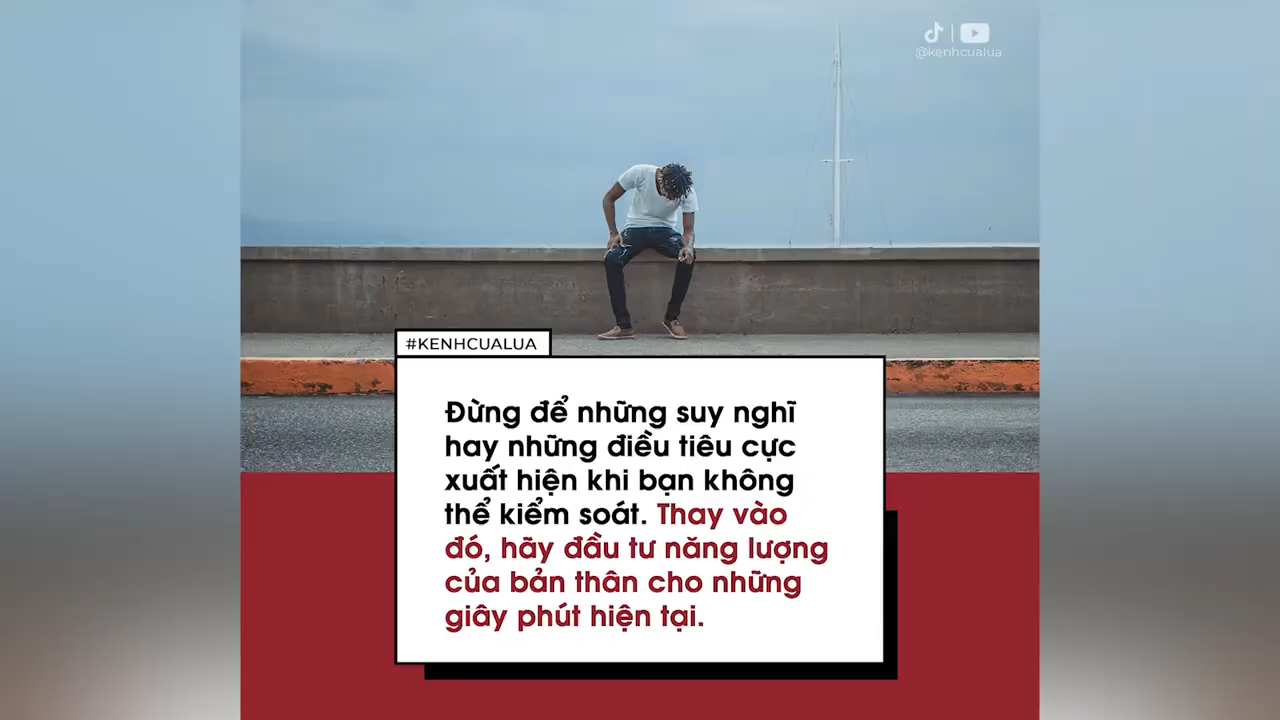 @kenhcualua
#KENHCUALUA
Đừng để những suy nghĩ
hay những điều tiêu cực
xuất hiện khi bạn không
thể kiểm soát. Thay vào
đó, hãy đầu tư năng lượng
của bản thân cho những
giây phút hiện tại.